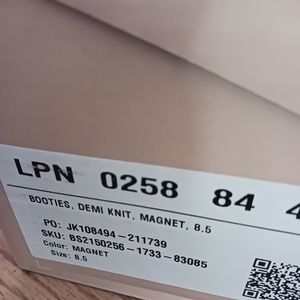 LPN 0258 84 4
BOOTIES, DEMI KNIT, MAGNET, 8.5
PO: JK108494-211739
SKU: BS2150256-1733-83085
Color: MAGNET
Size: 8.5